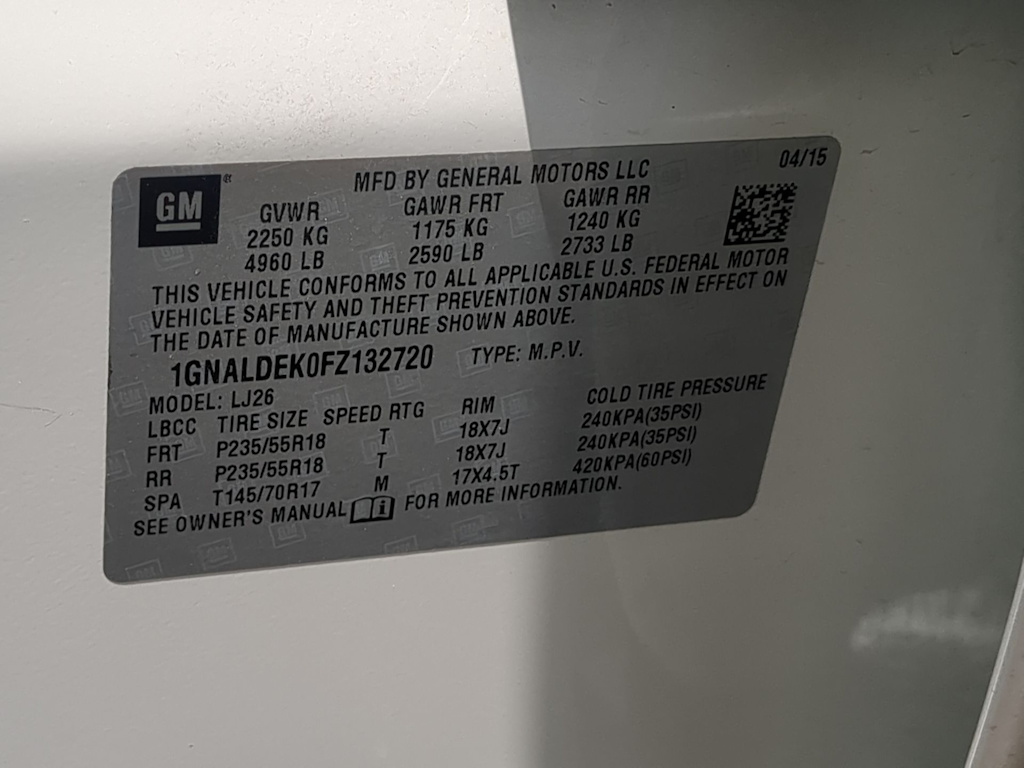 GM
MFD BY GENERAL MOTORS LLC 04/15
GVWR GAWR FRT GAWR RR
2250 KG 1175 KG 1240 KG
4960 LB 2590 LB 2733 LB
THIS VEHICLE CONFORMS TO ALL APPLICABLE U.S. FEDERAL MOTOR
VEHICLE SAFETY AND THEFT PREVENTION STANDARDS IN EFFECT ON
THE DATE OF MANUFACTURE SHOWN ABOVE.
1GNALDEK0FZ132720 TYPE: M.P.V.
MODEL: LJ26
LBCC TIRE SIZE SPEED RTG RIM COLD TIRE PRESSURE
FRT P235/55R18 T 18X7J 240KPA(35PSI)
RR P235/55R18 T 18X7J 240KPA(35PSI)
SPA T145/70R17 M 17X4.5T 420KPA(60PSI)
SEE OWNER'S MANUAL FOR MORE INFORMATION.